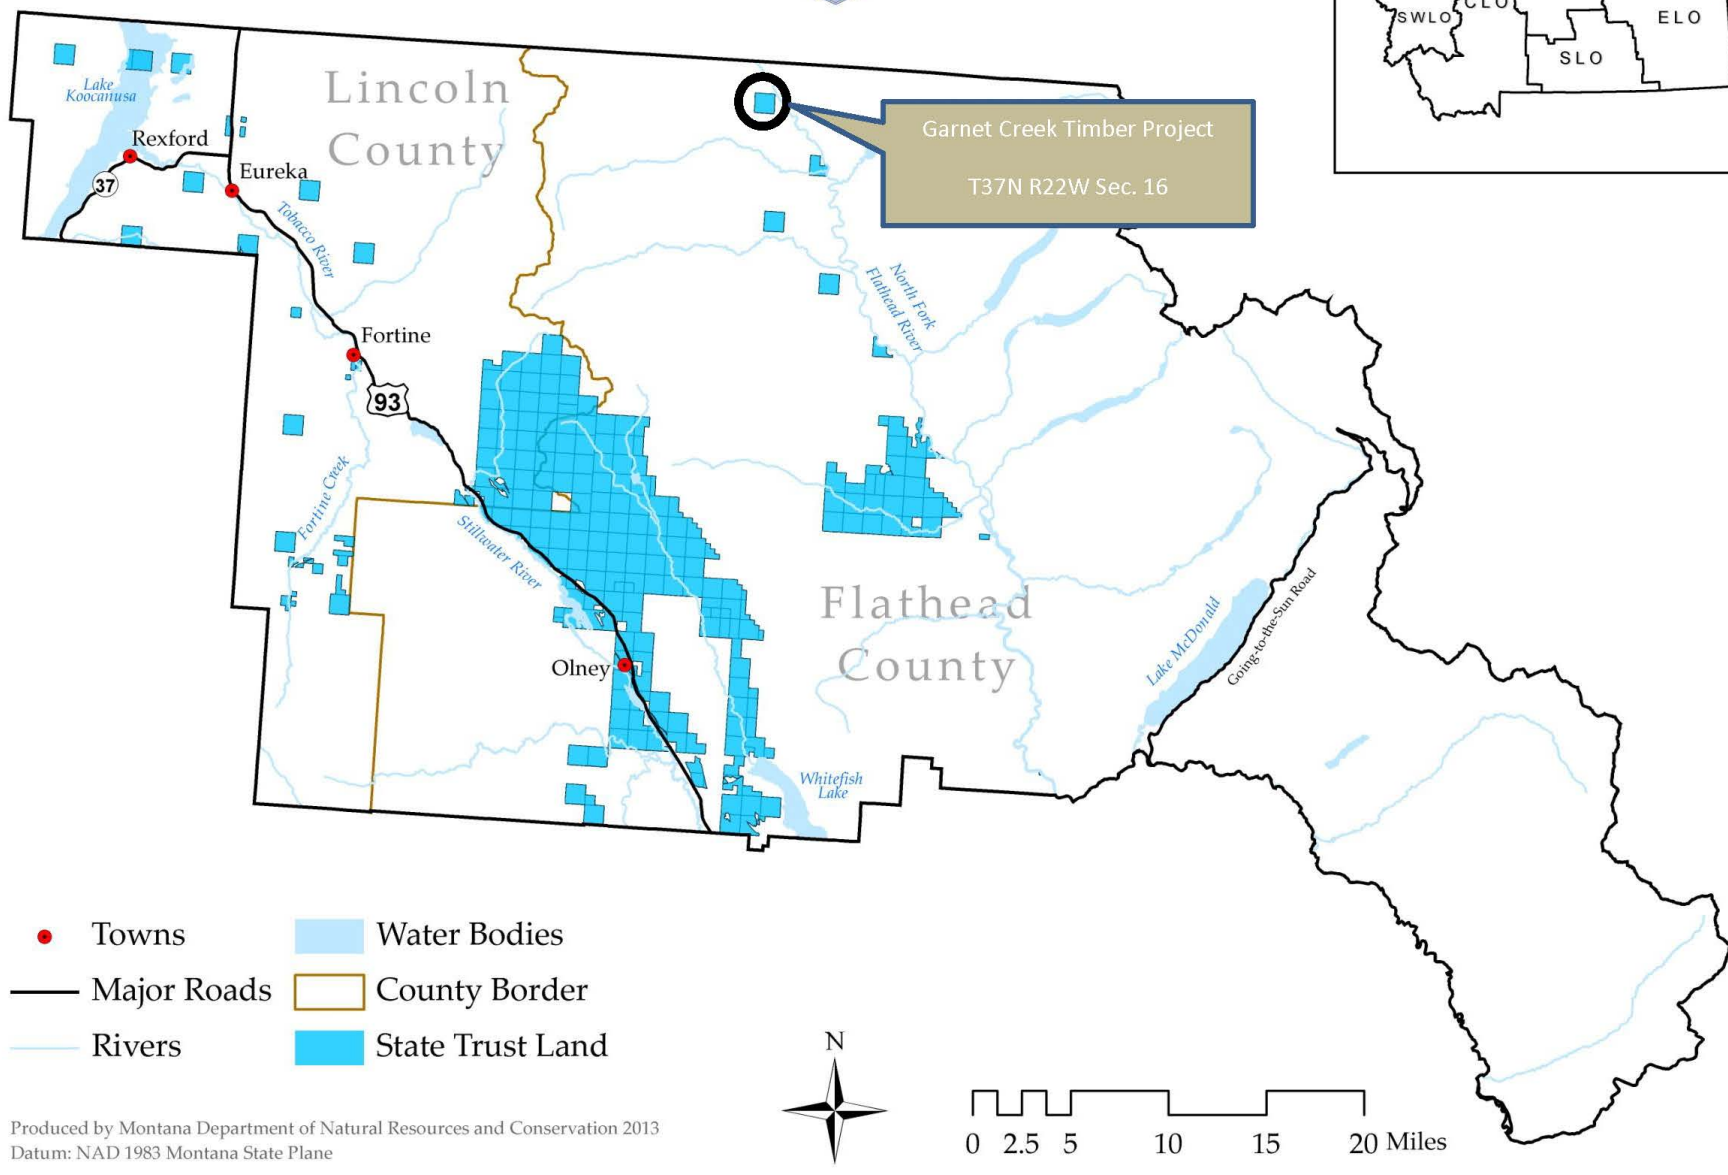 SWLO
CLO
ELO
SLO
Lincoln
County
Lake
Koocanusa
Rexford
37
Eureka
Tobacco River
Garnet Creek Timber Project
T37N R22W Sec. 16
North Fork
Flathead River
Fortine
93
Fortine Creek
Stillwater River
Flathead
County
Olney
Lake McDonald
Going-to-the-Sun Road
Whitefish
Lake
Towns
Water Bodies
Major Roads
County Border
Rivers
State Trust Land
N
0 2.5 5 10 15 20 Miles
Produced by Montana Department of Natural Resources and Conservation 2013
Datum: NAD 1983 Montana State Plane